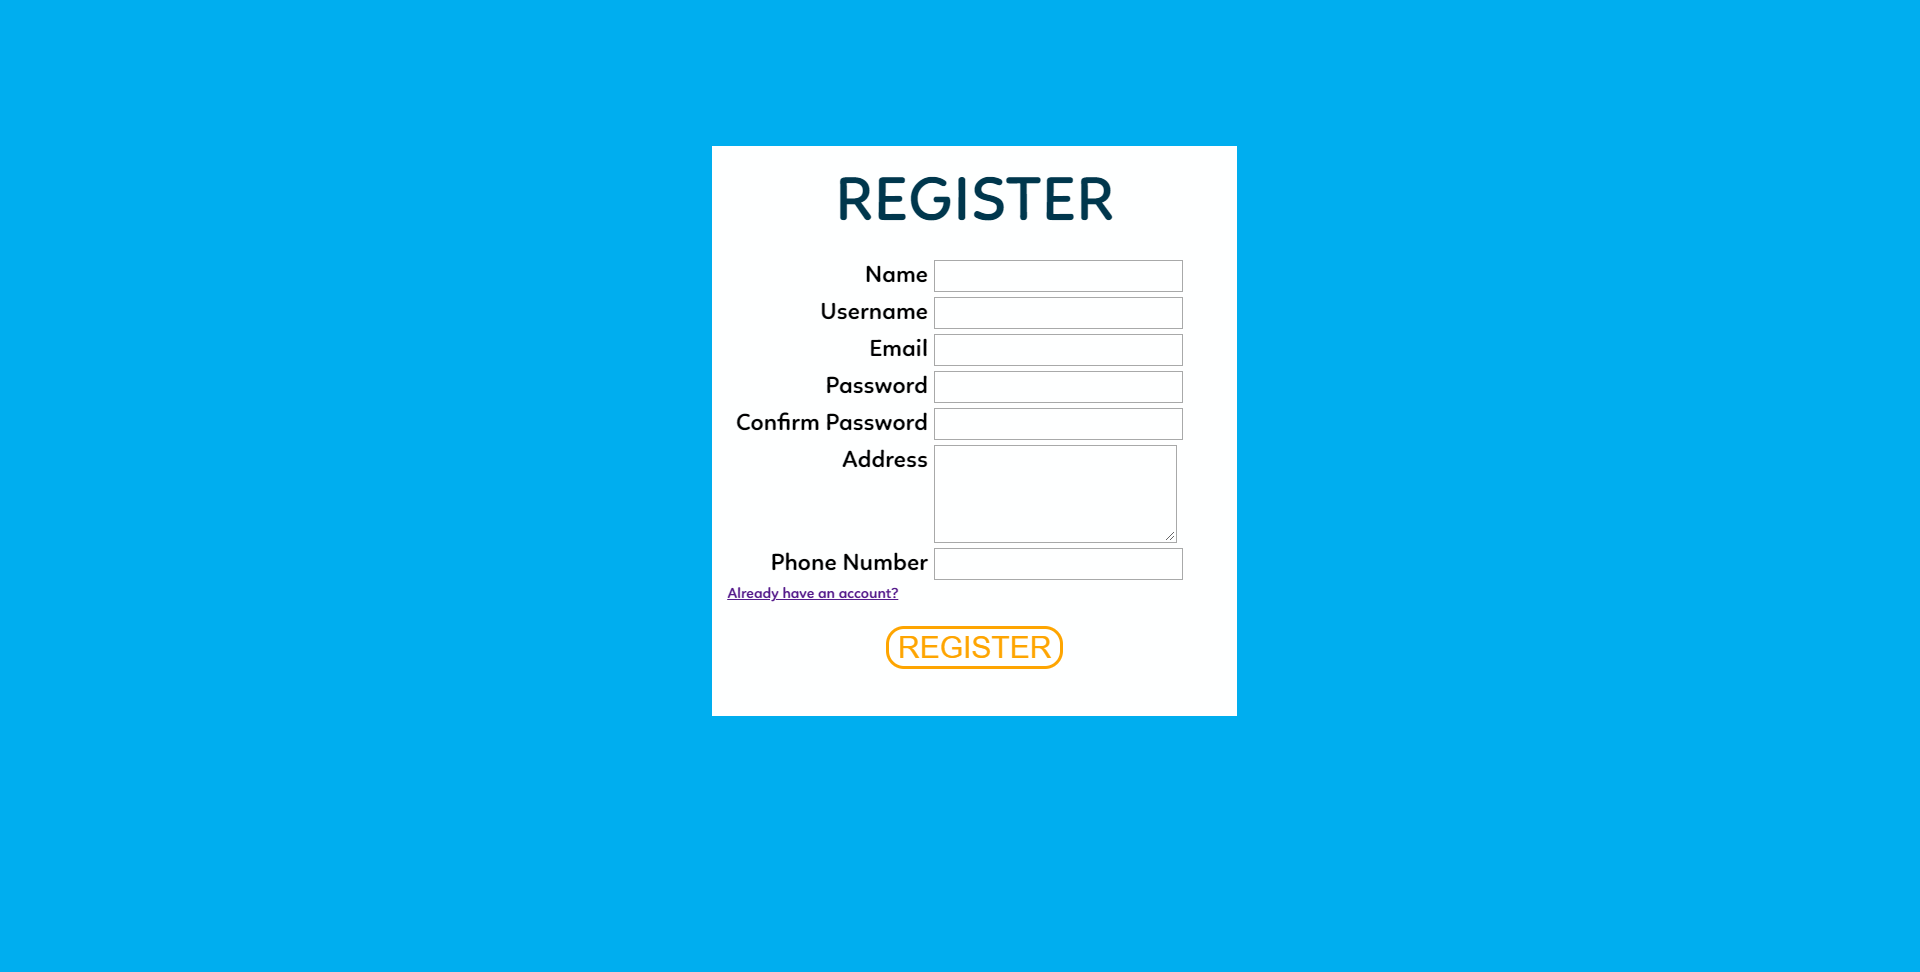 REGISTER
Name
Username
Email
Password
Confirm Password
Address
Phone Number
Already have an account?
REGISTER